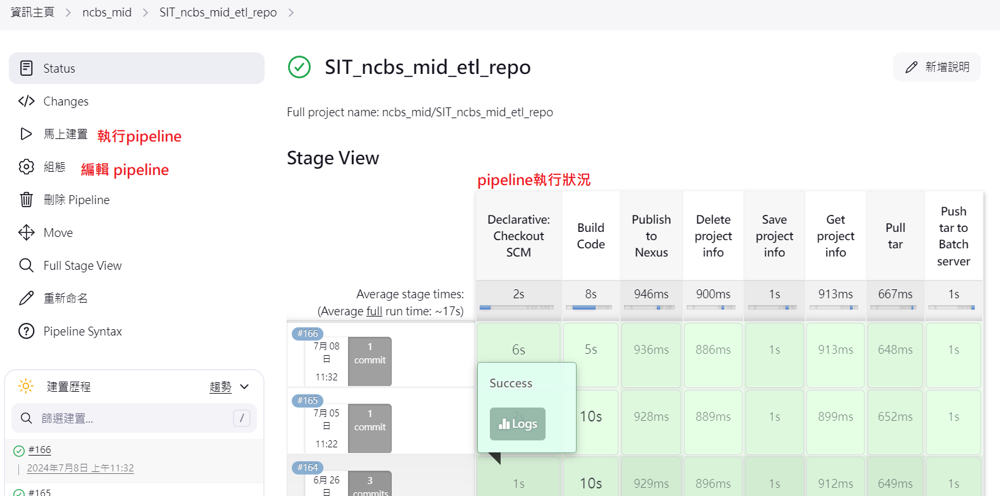 資訊主頁 > ncbs_mid > SIT_ncbs_mid_etl_repo >
Status
Changes
馬上建置 執行pipeline
組態 編輯 pipeline
刪除 Pipeline
Move
Full Stage View
重新命名
Pipeline Syntax
建置歷程 趨勢
篩選建置... /
#166
2024年7月8日 上午11:32
#165
SIT_ncbs_mid_etl_repo
新增說明
Full project name: ncbs_mid/SIT_ncbs_mid_etl_repo
Stage View
pipeline執行狀況
Declarative: Checkout SCM
Build Code
Publish to Nexus
Delete project info
Save project info
Get project info
Pull tar
Push tar to Batch server
Average stage times:
(Average full run time: ~17s)
2s 8s 946ms 900ms 1s 913ms 667ms 1s
#166
7月 08日 11:32
1 commit
6s 5s 936ms 886ms 1s 913ms 648ms 1s
Success
Logs
#165
7月 05日 11:22
1 commit
2s 10s 928ms 889ms 1s 899ms 652ms 1s
#164
6月 26日
3 commits
1s 10s 929ms 896ms 1s 912ms 649ms 1s